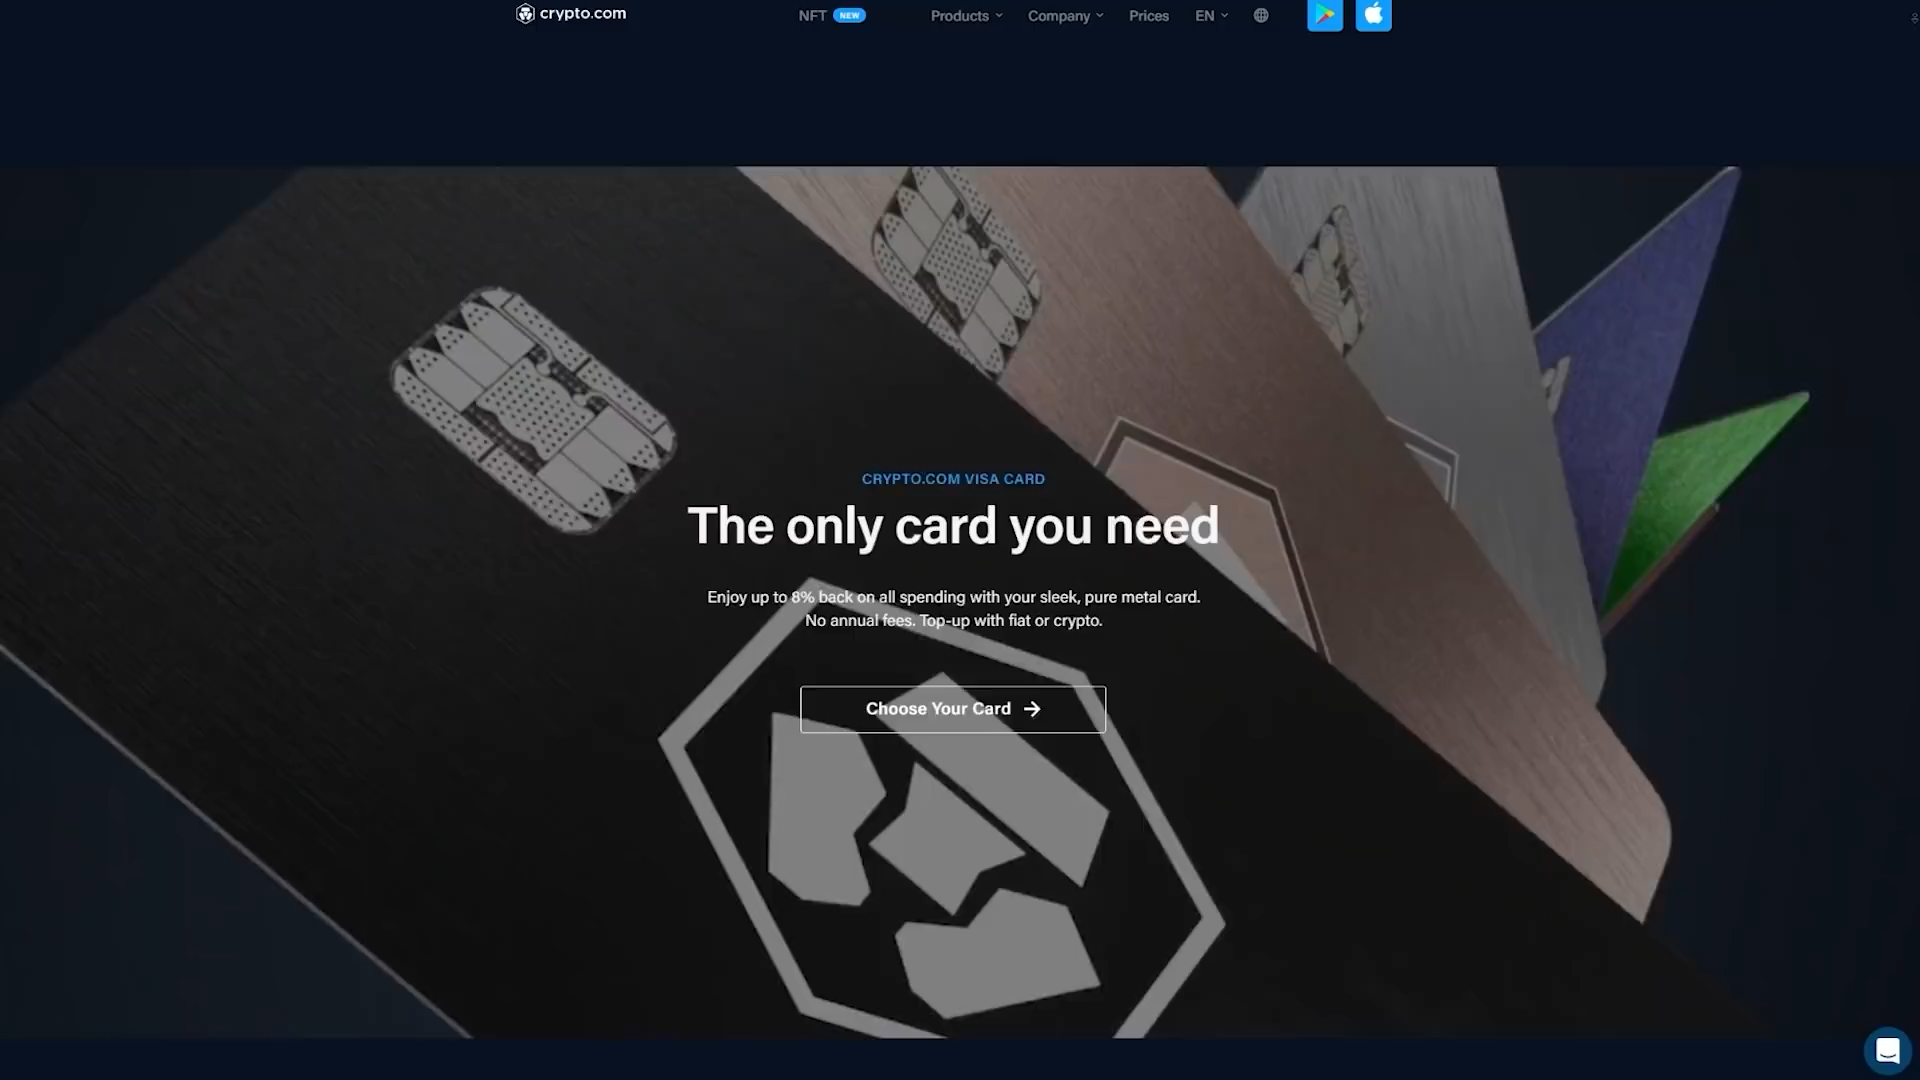 crypto.com
NFT NEW
Products
Company
Prices
EN
CRYPTO.COM VISA CARD
The only card you need
Enjoy up to 8% back on all spending with your sleek, pure metal card.
No annual fees. Top-up with fiat or crypto.
Choose Your Card →